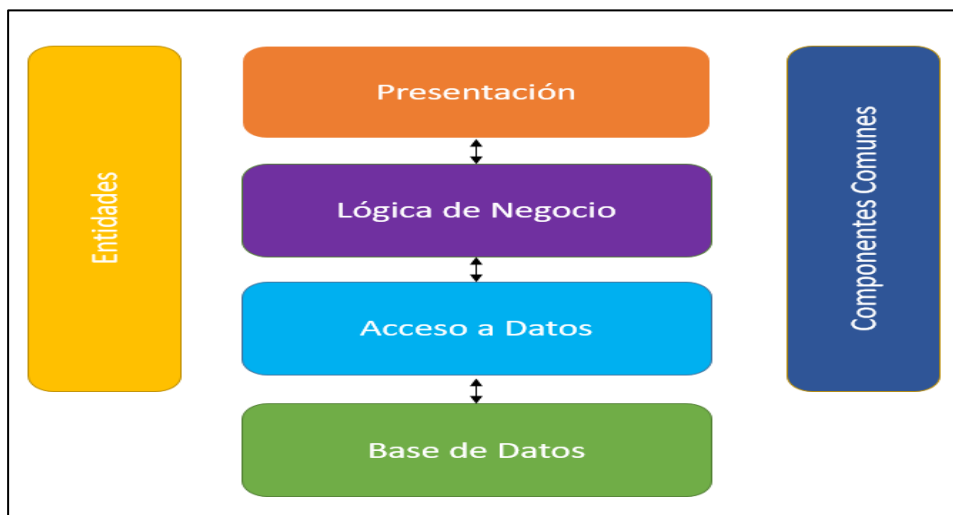 Entidades
Presentación
Lógica de Negocio
Acceso a Datos
Base de Datos
Componentes Comunes